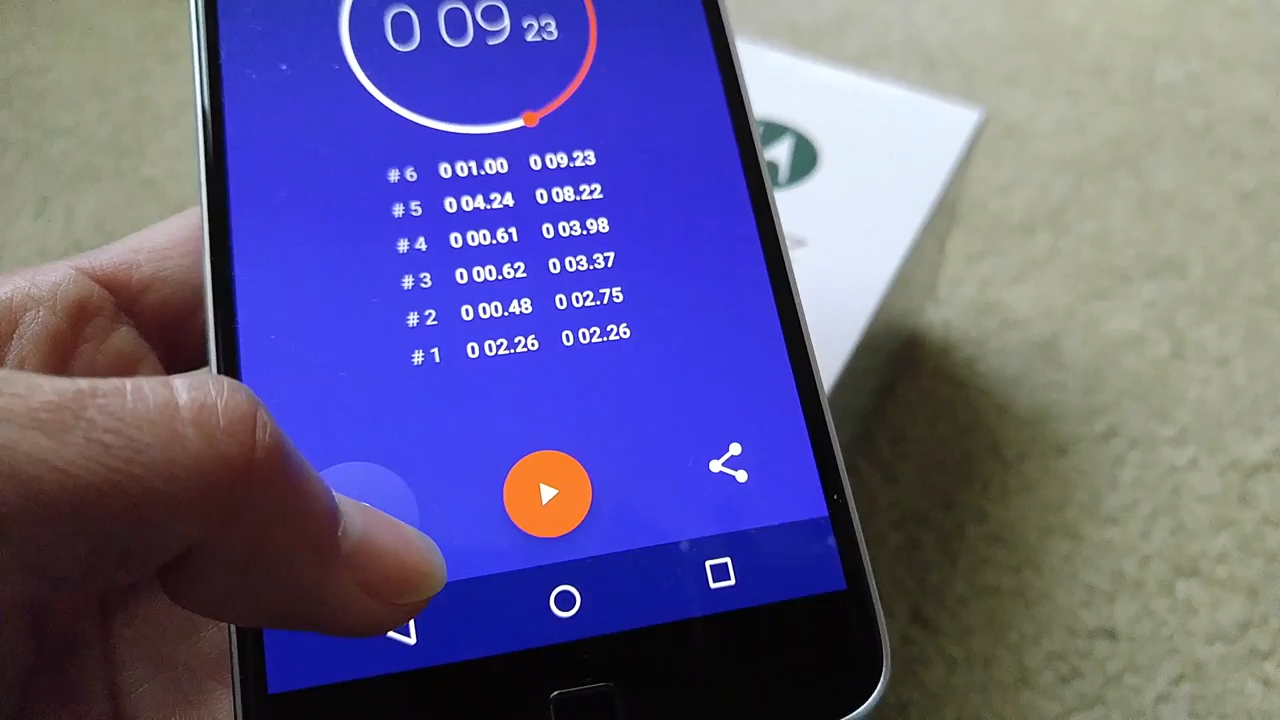 0 09 23
# 6 0 01.00 0 09.23
# 5 0 04.24 0 08.22
# 4 0 00.61 0 03.98
# 3 0 00.62 0 03.37
# 2 0 00.48 0 02.75
# 1 0 02.26 0 02.26